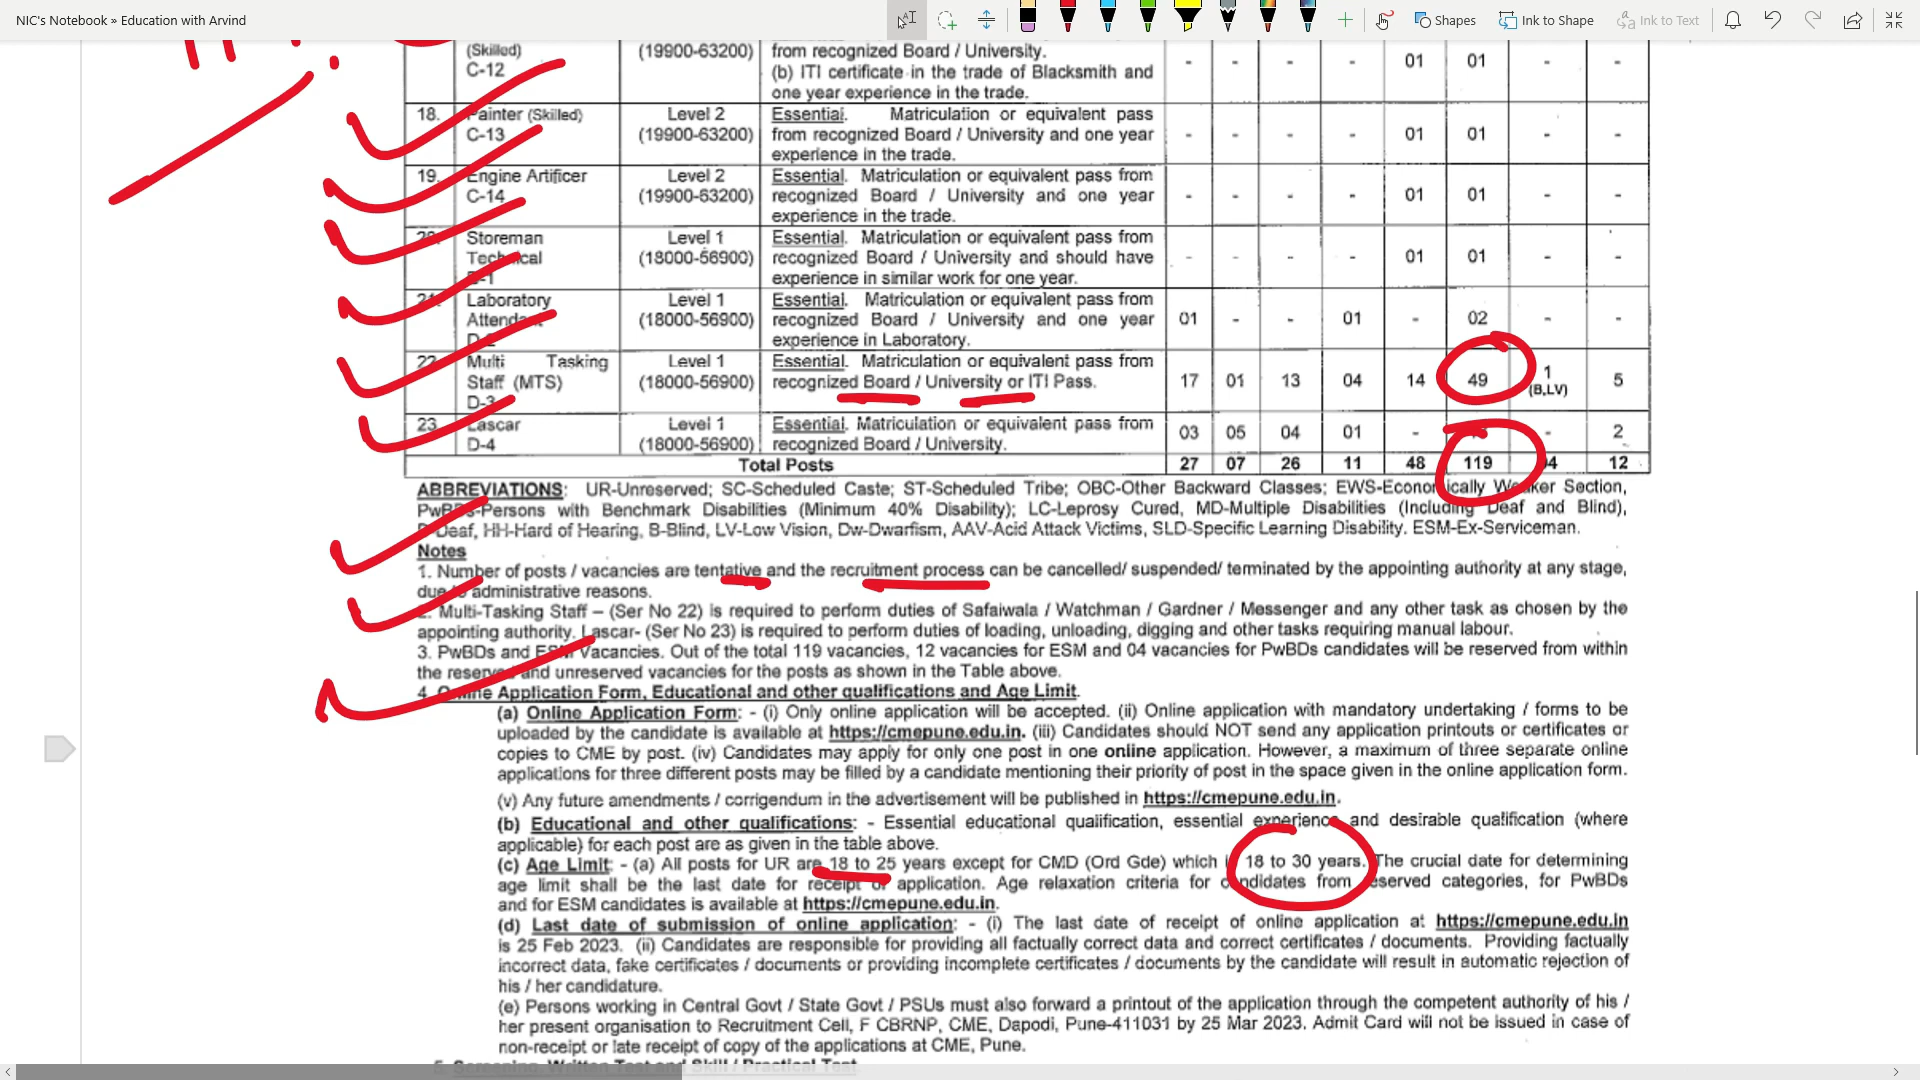 NIC's Notebook » Education with Arvind
Shapes Ink to Shape Ink to Text
(Skilled) C-12 (19900-63200) from recognized Board / University. (b) ITI certificate in the trade of Blacksmith and one year experience in the trade. - - - - 01 01 - -
18. Painter (Skilled) C-13 Level 2 (19900-63200) Essential. Matriculation or equivalent pass from recognized Board / University and one year experience in the trade. - - - - 01 01 - -
19. Engine Artificer C-14 Level 2 (19900-63200) Essential. Matriculation or equivalent pass from recognized Board / University and one year experience in the trade. - - - - 01 01 - -
Storeman Technical Level 1 (18000-56900) Essential. Matriculation or equivalent pass from recognized Board / University and should have experience in similar work for one year. - - - - 01 01 - -
Laboratory Attendant Level 1 (18000-56900) Essential. Matriculation or equivalent pass from recognized Board / University and one year experience in Laboratory. 01 - - 01 - 02 - -
22. Multi Tasking Staff (MTS) D-3 Level 1 (18000-56900) Essential. Matriculation or equivalent pass from recognized Board / University or ITI Pass. 17 01 13 04 14 49 1 (B,LV) 5
23. Lascar D-4 Level 1 (18000-56900) Essential. Matriculation or equivalent pass from recognized Board / University. 03 05 04 01 - - 2
Total Posts 27 07 26 11 48 119 04 12
ABBREVIATIONS: UR-Unreserved; SC-Scheduled Caste; ST-Scheduled Tribe; OBC-Other Backward Classes; EWS-Economically Weaker Section,
PwBDs-Persons with Benchmark Disabilities (Minimum 40% Disability); LC-Leprosy Cured, MD-Multiple Disabilities (Including Deaf and Blind),
D-Deaf, HH-Hard of Hearing, B-Blind, LV-Low Vision, Dw-Dwarfism, AAV-Acid Attack Victims, SLD-Specific Learning Disability. ESM-Ex-Serviceman.
Notes
1. Number of posts / vacancies are tentative and the recruitment process can be cancelled/ suspended/ terminated by the appointing authority at any stage,
due to administrative reasons.
2. Multi-Tasking Staff – (Ser No 22) is required to perform duties of Safaiwala / Watchman / Gardner / Messenger and any other task as chosen by the
appointing authority. Lascar- (Ser No 23) is required to perform duties of loading, unloading, digging and other tasks requiring manual labour.
3. PwBDs and ESM Vacancies. Out of the total 119 vacancies, 12 vacancies for ESM and 04 vacancies for PwBDs candidates will be reserved from within
the reserved and unreserved vacancies for the posts as shown in the Table above.
4. Online Application Form, Educational and other qualifications and Age Limit.
(a) Online Application Form: - (i) Only online application will be accepted. (ii) Online application with mandatory undertaking / forms to be
uploaded by the candidate is available at https://cmepune.edu.in. (iii) Candidates should NOT send any application printouts or certificates or
copies to CME by post. (iv) Candidates may apply for only one post in one online application. However, a maximum of three separate online
applications for three different posts may be filled by a candidate mentioning their priority of post in the space given in the online application form.
(v) Any future amendments / corrigendum in the advertisement will be published in https://cmepune.edu.in.
(b) Educational and other qualifications: - Essential educational qualification, essential experience and desirable qualification (where
applicable) for each post are as given in the table above.
(c) Age Limit: - (a) All posts for UR are 18 to 25 years except for CMD (Ord Gde) which is 18 to 30 years. The crucial date for determining
age limit shall be the last date for receipt of application. Age relaxation criteria for candidates from reserved categories, for PwBDs
and for ESM candidates is available at https://cmepune.edu.in.
(d) Last date of submission of online application: - (i) The last date of receipt of online application at https://cmepune.edu.in
is 25 Feb 2023. (ii) Candidates are responsible for providing all factually correct data and correct certificates / documents. Providing factually
incorrect data, fake certificates / documents or providing incomplete certificates / documents by the candidate will result in automatic rejection of
his / her candidature.
(e) Persons working in Central Govt / State Govt / PSUs must also forward a printout of the application through the competent authority of his /
her present organisation to Recruitment Cell, F CBRNP, CME, Dapodi, Pune-411031 by 25 Mar 2023. Admit Card will not be issued in case of
non-receipt or late receipt of copy of the applications at CME, Pune.
5. Screening, Written Test and Skill / Practical Test